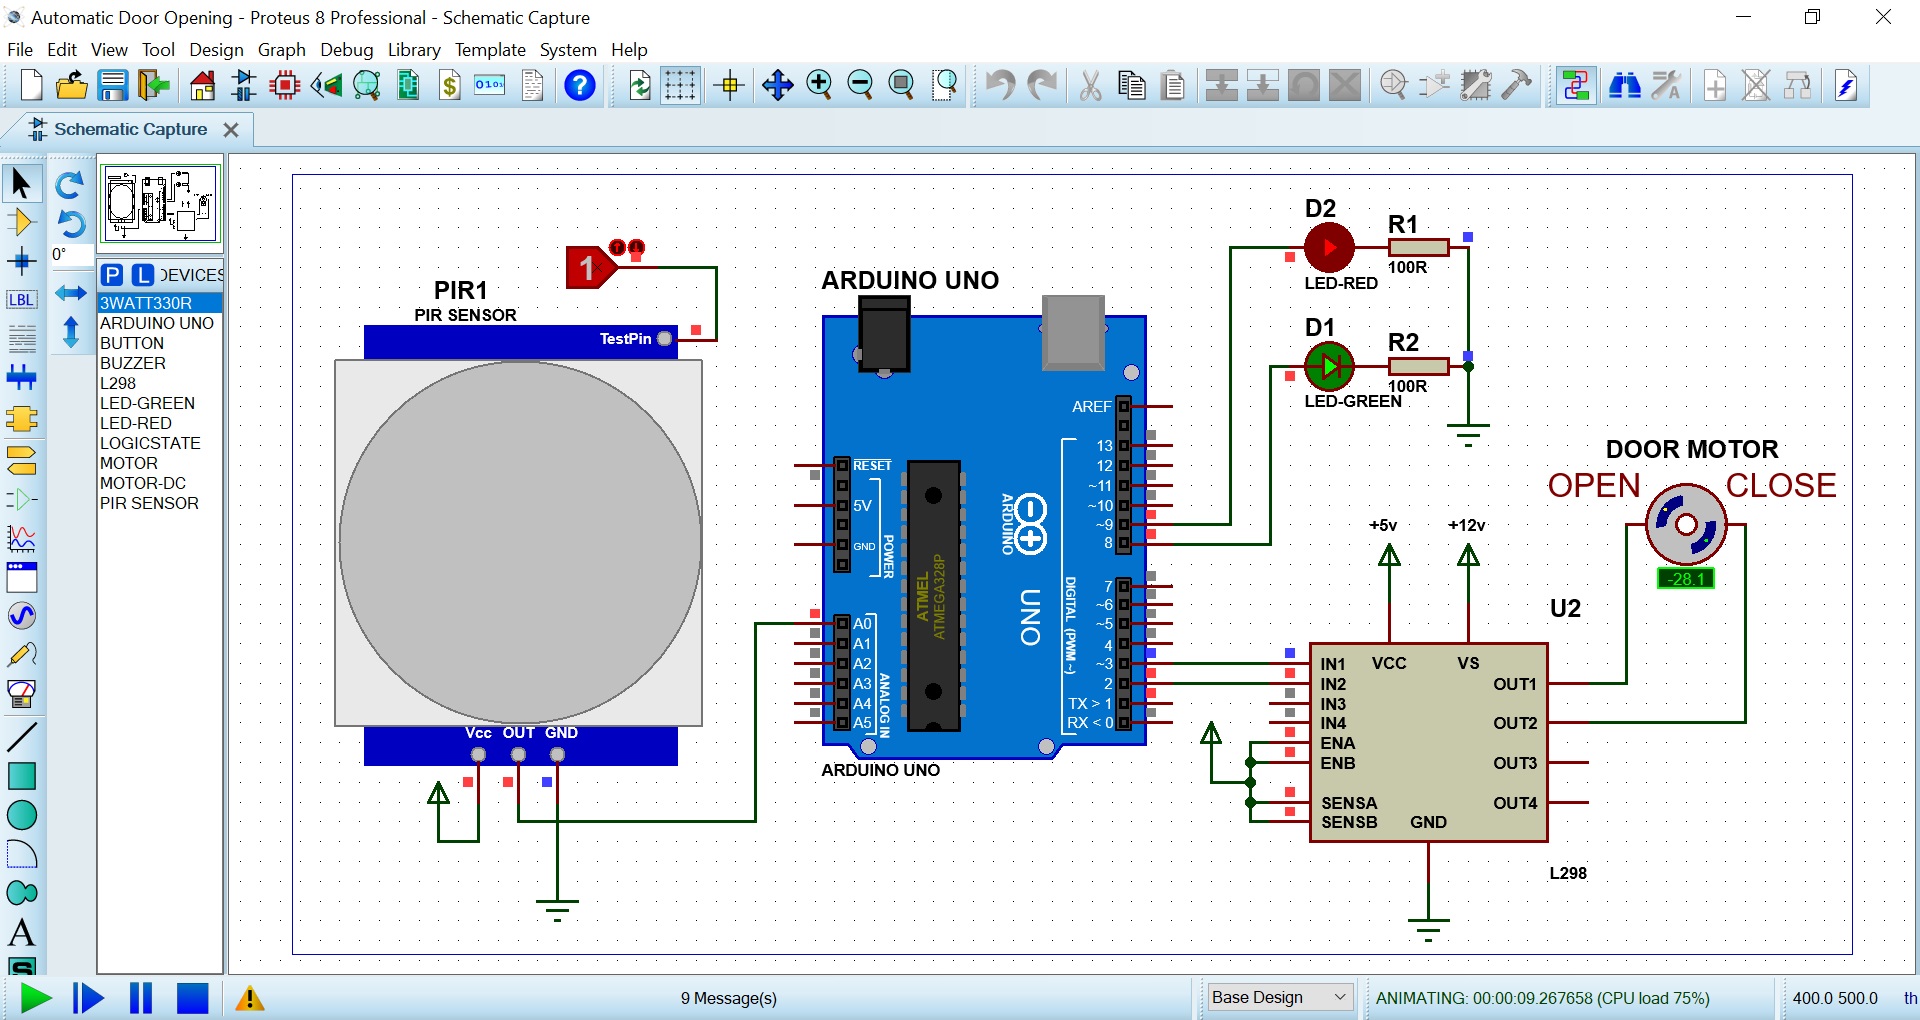 Automatic Door Opening - Proteus 8 Professional - Schematic Capture
File Edit View Tool Design Graph Debug Library Template System Help
Schematic Capture
0°
P L DEVICES
LBL
3WATT330R
ARDUINO UNO
BUTTON
BUZZER
L298
LED-GREEN
LED-RED
LOGICSTATE
MOTOR
MOTOR-DC
PIR SENSOR
A
S
1
PIR1
PIR SENSOR
TestPin
Vcc OUT GND
ARDUINO UNO
RESET
5V
GND
POWER
A0
A1
A2
A3
A4
A5
ANALOG IN
ATMEL
ATMEGA328P
ARDUINO
UNO
AREF
13
12
~11
~10
~9
8
7
~6
~5
4
~3
2
TX > 1
RX < 0
DIGITAL (PWM ~)
ARDUINO UNO
D2
R1
100R
LED-RED
D1
R2
100R
LED-GREEN
DOOR MOTOR
OPEN CLOSE
-28.1
+5v +12v
U2
IN1 VCC VS
IN2 OUT1
IN3
IN4 OUT2
ENA
ENB OUT3
SENSA OUT4
SENSB GND
L298
9 Message(s)
Base Design
ANIMATING: 00:00:09.267658 (CPU load 75%)
400.0 500.0 th